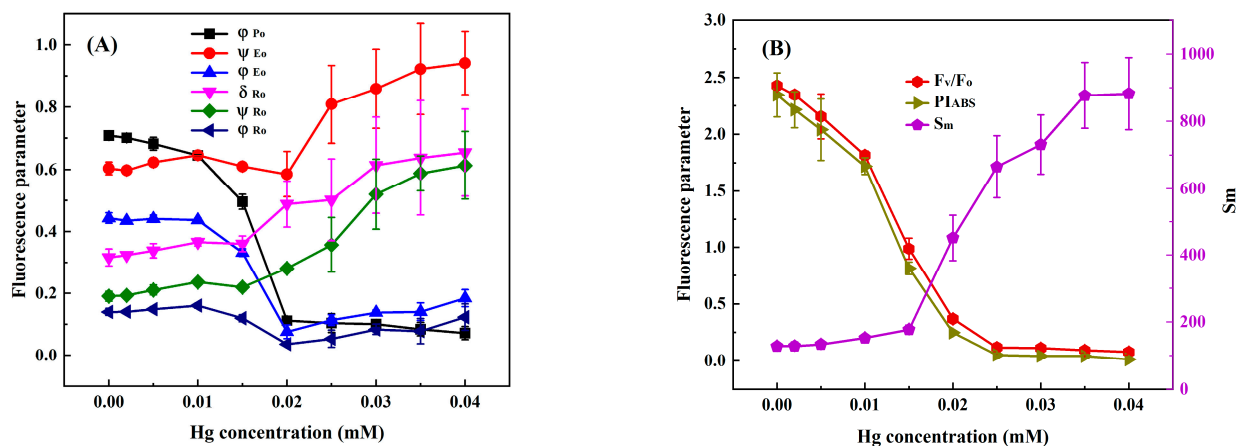 (A)
φ Po
ψ Eo
φ Eo
δ Ro
ψ Ro
φ Ro
1.0
0.8
0.6
0.4
0.2
0.0
Fluorescence parameter
0.00 0.01 0.02 0.03 0.04
Hg concentration (mM)
(B)
Fv/Fo
PIABS
Sm
3.0
2.5
2.0
1.5
1.0
0.5
0.0
Fluorescence parameter
1000
800
600
400
200
0
Sm
0.00 0.01 0.02 0.03 0.04
Hg concentration (mM)